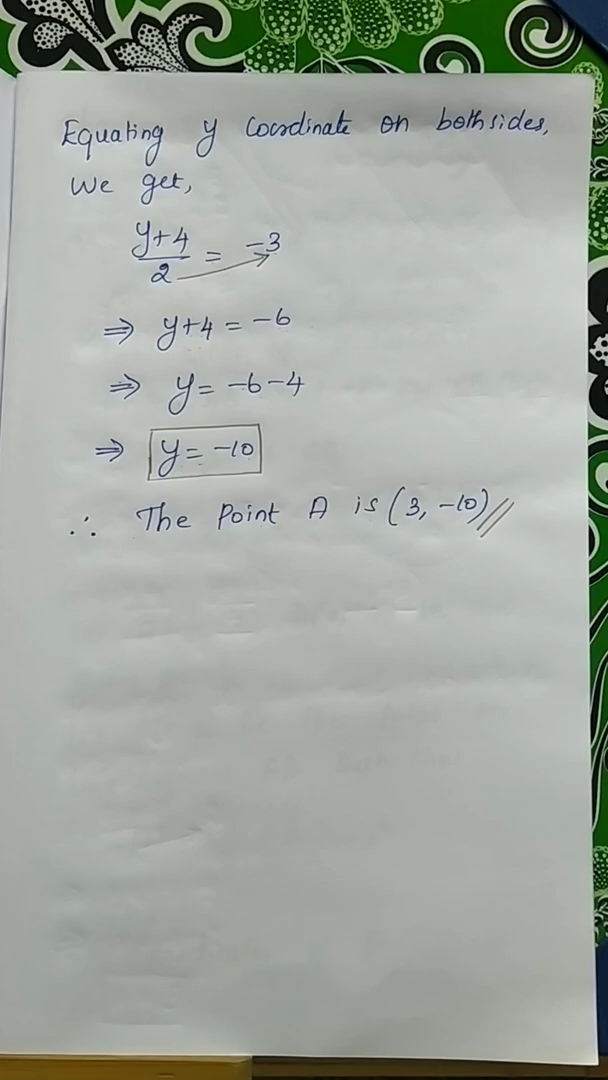 Equating y coordinate on both sides,
We get,
y+4/2 = -3
⇒ y+4 = -6
⇒ y = -6-4
⇒ y = -10
∴ The Point A is (3, -10)//